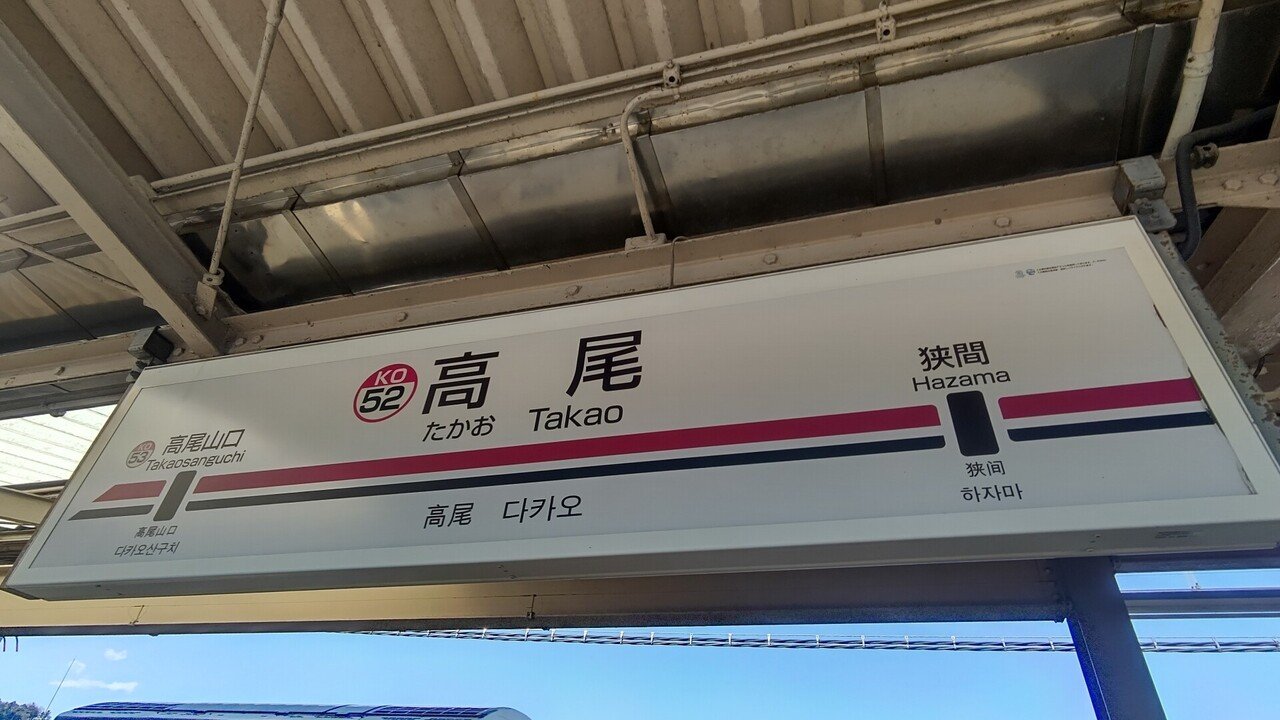 KO
53
高尾山口
Takaosanguchi
高尾山口
다카오산구치
KO
52
高尾
たかお Takao
高尾 다카오
狭間
Hazama
狭间
하자마